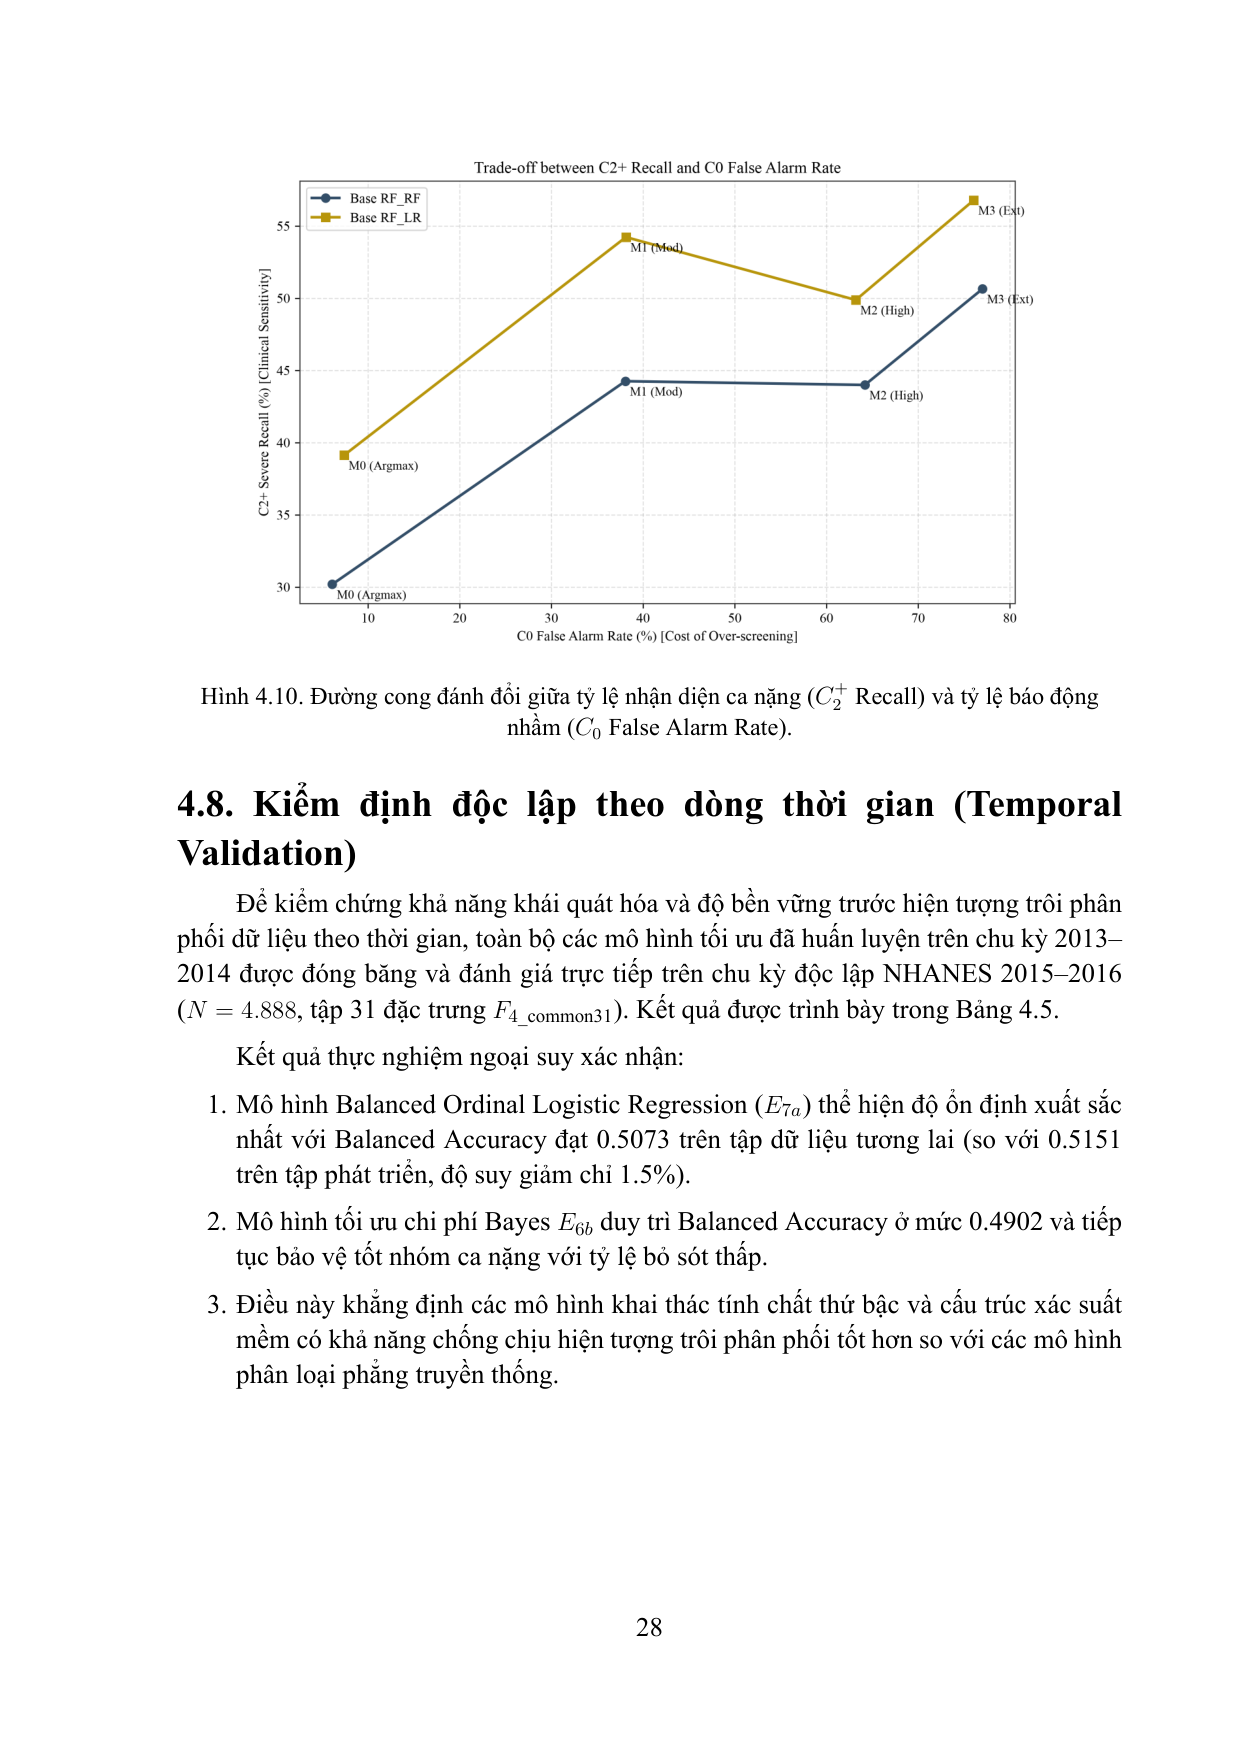 Trade-off between C2+ Recall and C0 False Alarm Rate
Base RF_RF
Base RF_LR
C2+ Severe Recall (%) [Clinical Sensitivity]
55
50
45
40
35
30
M3 (Ext)
M1 (Mod)
M2 (High)
M3 (Ext)
M1 (Mod)
M2 (High)
M0 (Argmax)
M0 (Argmax)
10 20 30 40 50 60 70 80
C0 False Alarm Rate (%) [Cost of Over-screening]
Hình 4.10. Đường cong đánh đổi giữa tỷ lệ nhận diện ca nặng (C₂⁺ Recall) và tỷ lệ báo động
nhầm (C₀ False Alarm Rate).
4.8. Kiểm định độc lập theo dòng thời gian (Temporal
Validation)
Để kiểm chứng khả năng khái quát hóa và độ bền vững trước hiện tượng trôi phân
phối dữ liệu theo thời gian, toàn bộ các mô hình tối ưu đã huấn luyện trên chu kỳ 2013–
2014 được đóng băng và đánh giá trực tiếp trên chu kỳ độc lập NHANES 2015–2016
(N = 4.888, tập 31 đặc trưng F4_common31). Kết quả được trình bày trong Bảng 4.5.
Kết quả thực nghiệm ngoại suy xác nhận:
1. Mô hình Balanced Ordinal Logistic Regression (E7a) thể hiện độ ổn định xuất sắc
nhất với Balanced Accuracy đạt 0.5073 trên tập dữ liệu tương lai (so với 0.5151
trên tập phát triển, độ suy giảm chỉ 1.5%).
2. Mô hình tối ưu chi phí Bayes E6b duy trì Balanced Accuracy ở mức 0.4902 và tiếp
tục bảo vệ tốt nhóm ca nặng với tỷ lệ bỏ sót thấp.
3. Điều này khẳng định các mô hình khai thác tính chất thứ bậc và cấu trúc xác suất
mềm có khả năng chống chịu hiện tượng trôi phân phối tốt hơn so với các mô hình
phân loại phẳng truyền thống.
28